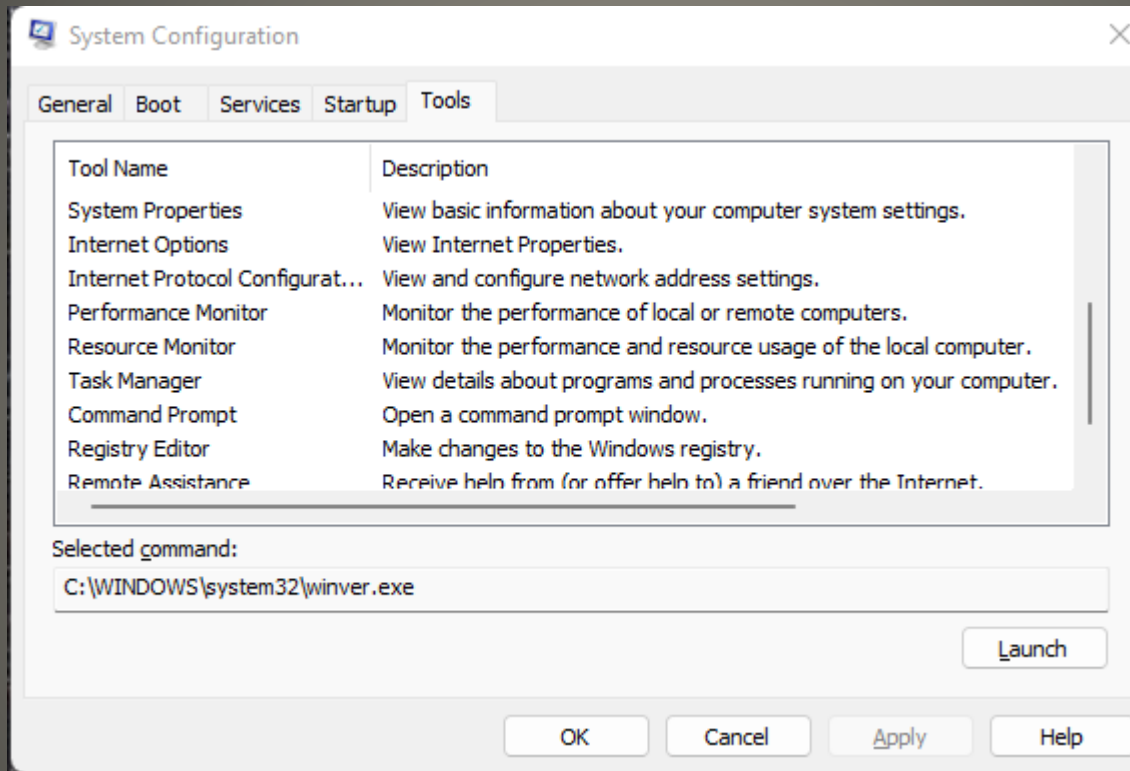 System Configuration
General Boot Services Startup Tools
Tool Name Description
System Properties View basic information about your computer system settings.
Internet Options View Internet Properties.
Internet Protocol Configurat... View and configure network address settings.
Performance Monitor Monitor the performance of local or remote computers.
Resource Monitor Monitor the performance and resource usage of the local computer.
Task Manager View details about programs and processes running on your computer.
Command Prompt Open a command prompt window.
Registry Editor Make changes to the Windows registry.
Remote Assistance Receive help from (or offer help to) a friend over the Internet.
Selected command:
C:\WINDOWS\system32\winver.exe
Launch
OK Cancel Apply Help